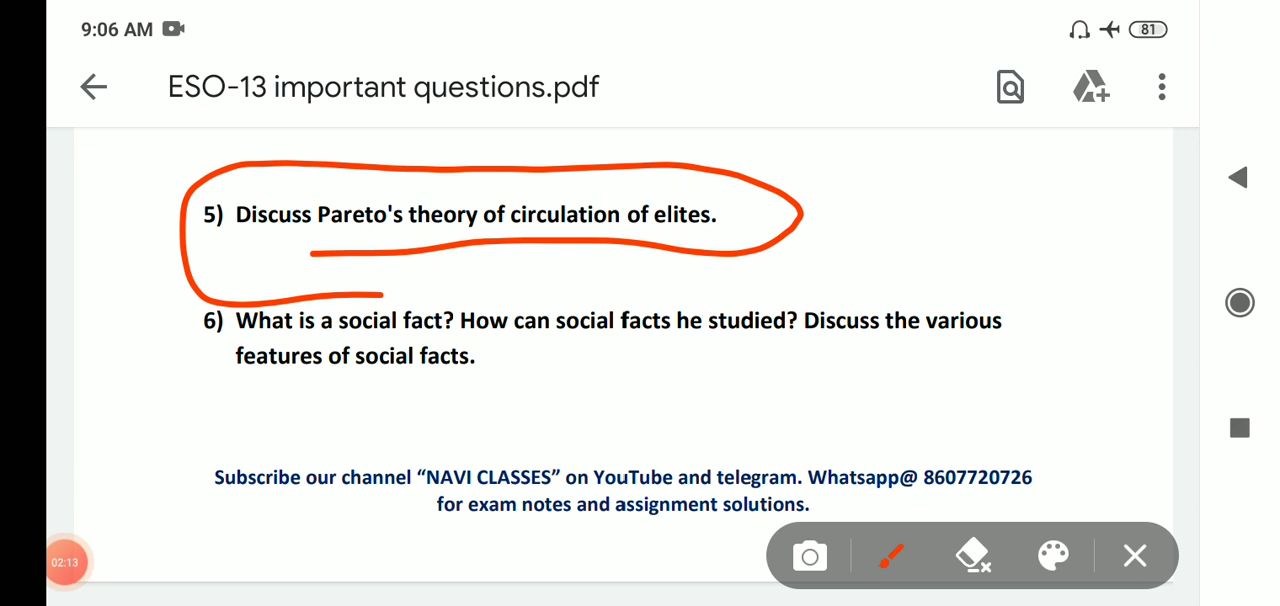 9:06 AM
81
ESO-13 important questions.pdf
5) Discuss Pareto's theory of circulation of elites.
6) What is a social fact? How can social facts he studied? Discuss the various
features of social facts.
Subscribe our channel “NAVI CLASSES” on YouTube and telegram. Whatsapp@ 8607720726
for exam notes and assignment solutions.
02:13